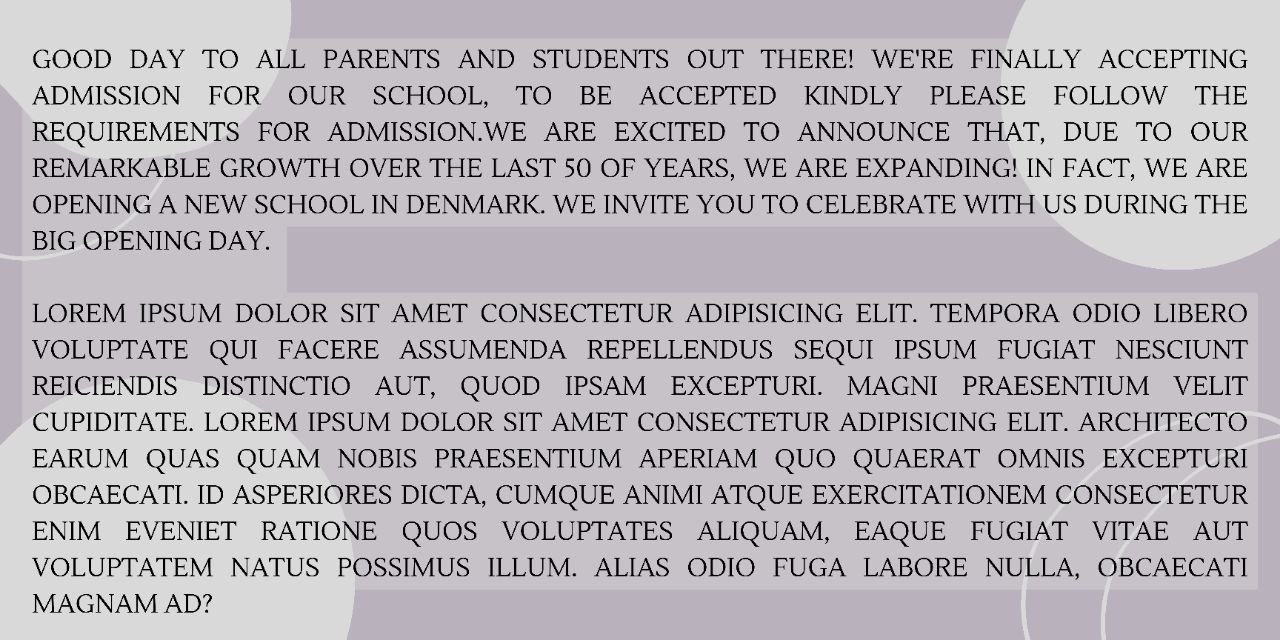 GOOD DAY TO ALL PARENTS AND STUDENTS OUT THERE! WE'RE FINALLY ACCEPTING
ADMISSION FOR OUR SCHOOL, TO BE ACCEPTED KINDLY PLEASE FOLLOW THE
REQUIREMENTS FOR ADMISSION.WE ARE EXCITED TO ANNOUNCE THAT, DUE TO OUR
REMARKABLE GROWTH OVER THE LAST 50 OF YEARS, WE ARE EXPANDING! IN FACT, WE ARE
OPENING A NEW SCHOOL IN DENMARK. WE INVITE YOU TO CELEBRATE WITH US DURING THE
BIG OPENING DAY.

LOREM IPSUM DOLOR SIT AMET CONSECTETUR ADIPISICING ELIT. TEMPORA ODIO LIBERO
VOLUPTATE QUI FACERE ASSUMENDA REPELLENDUS SEQUI IPSUM FUGIAT NESCIUNT
REICIENDIS DISTINCTIO AUT, QUOD IPSAM EXCEPTURI. MAGNI PRAESENTIUM VELIT
CUPIDITATE. LOREM IPSUM DOLOR SIT AMET CONSECTETUR ADIPISICING ELIT. ARCHITECTO
EARUM QUAS QUAM NOBIS PRAESENTIUM APERIAM QUO QUAERAT OMNIS EXCEPTURI
OBCAECATI. ID ASPERIORES DICTA, CUMQUE ANIMI ATQUE EXERCITATIONEM CONSECTETUR
ENIM EVENIET RATIONE QUOS VOLUPTATES ALIQUAM, EAQUE FUGIAT VITAE AUT
VOLUPTATEM NATUS POSSIMUS ILLUM. ALIAS ODIO FUGA LABORE NULLA, OBCAECATI
MAGNAM AD?